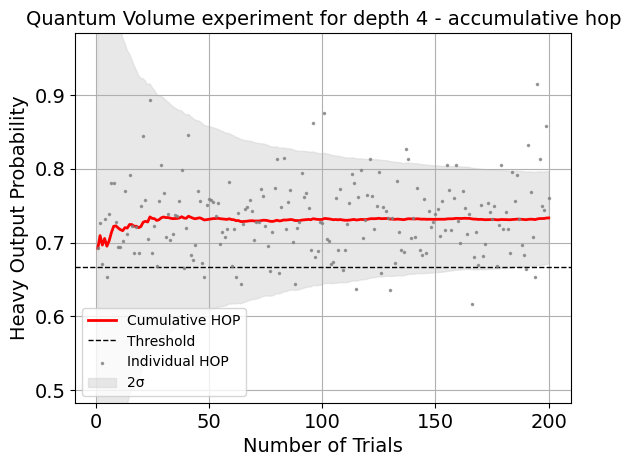 Quantum Volume experiment for depth 4 - accumulative hop
Heavy Output Probability
0.9
0.8
0.7
0.6
0.5
Cumulative HOP
Threshold
Individual HOP
2σ
0 50 100 150 200
Number of Trials